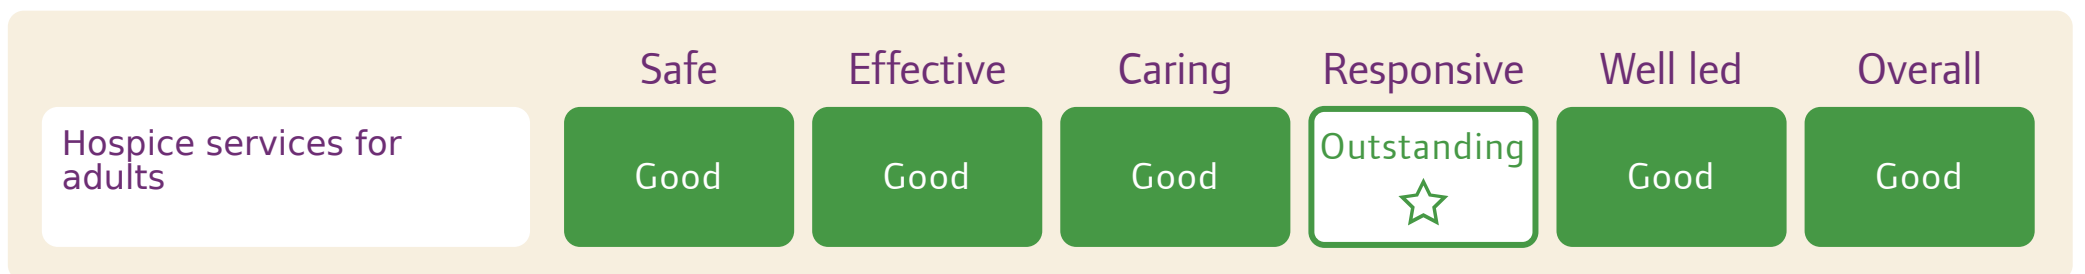 Safe Effective Caring Responsive Well led Overall
Hospice services for
adults
Good Good Good Outstanding Good Good